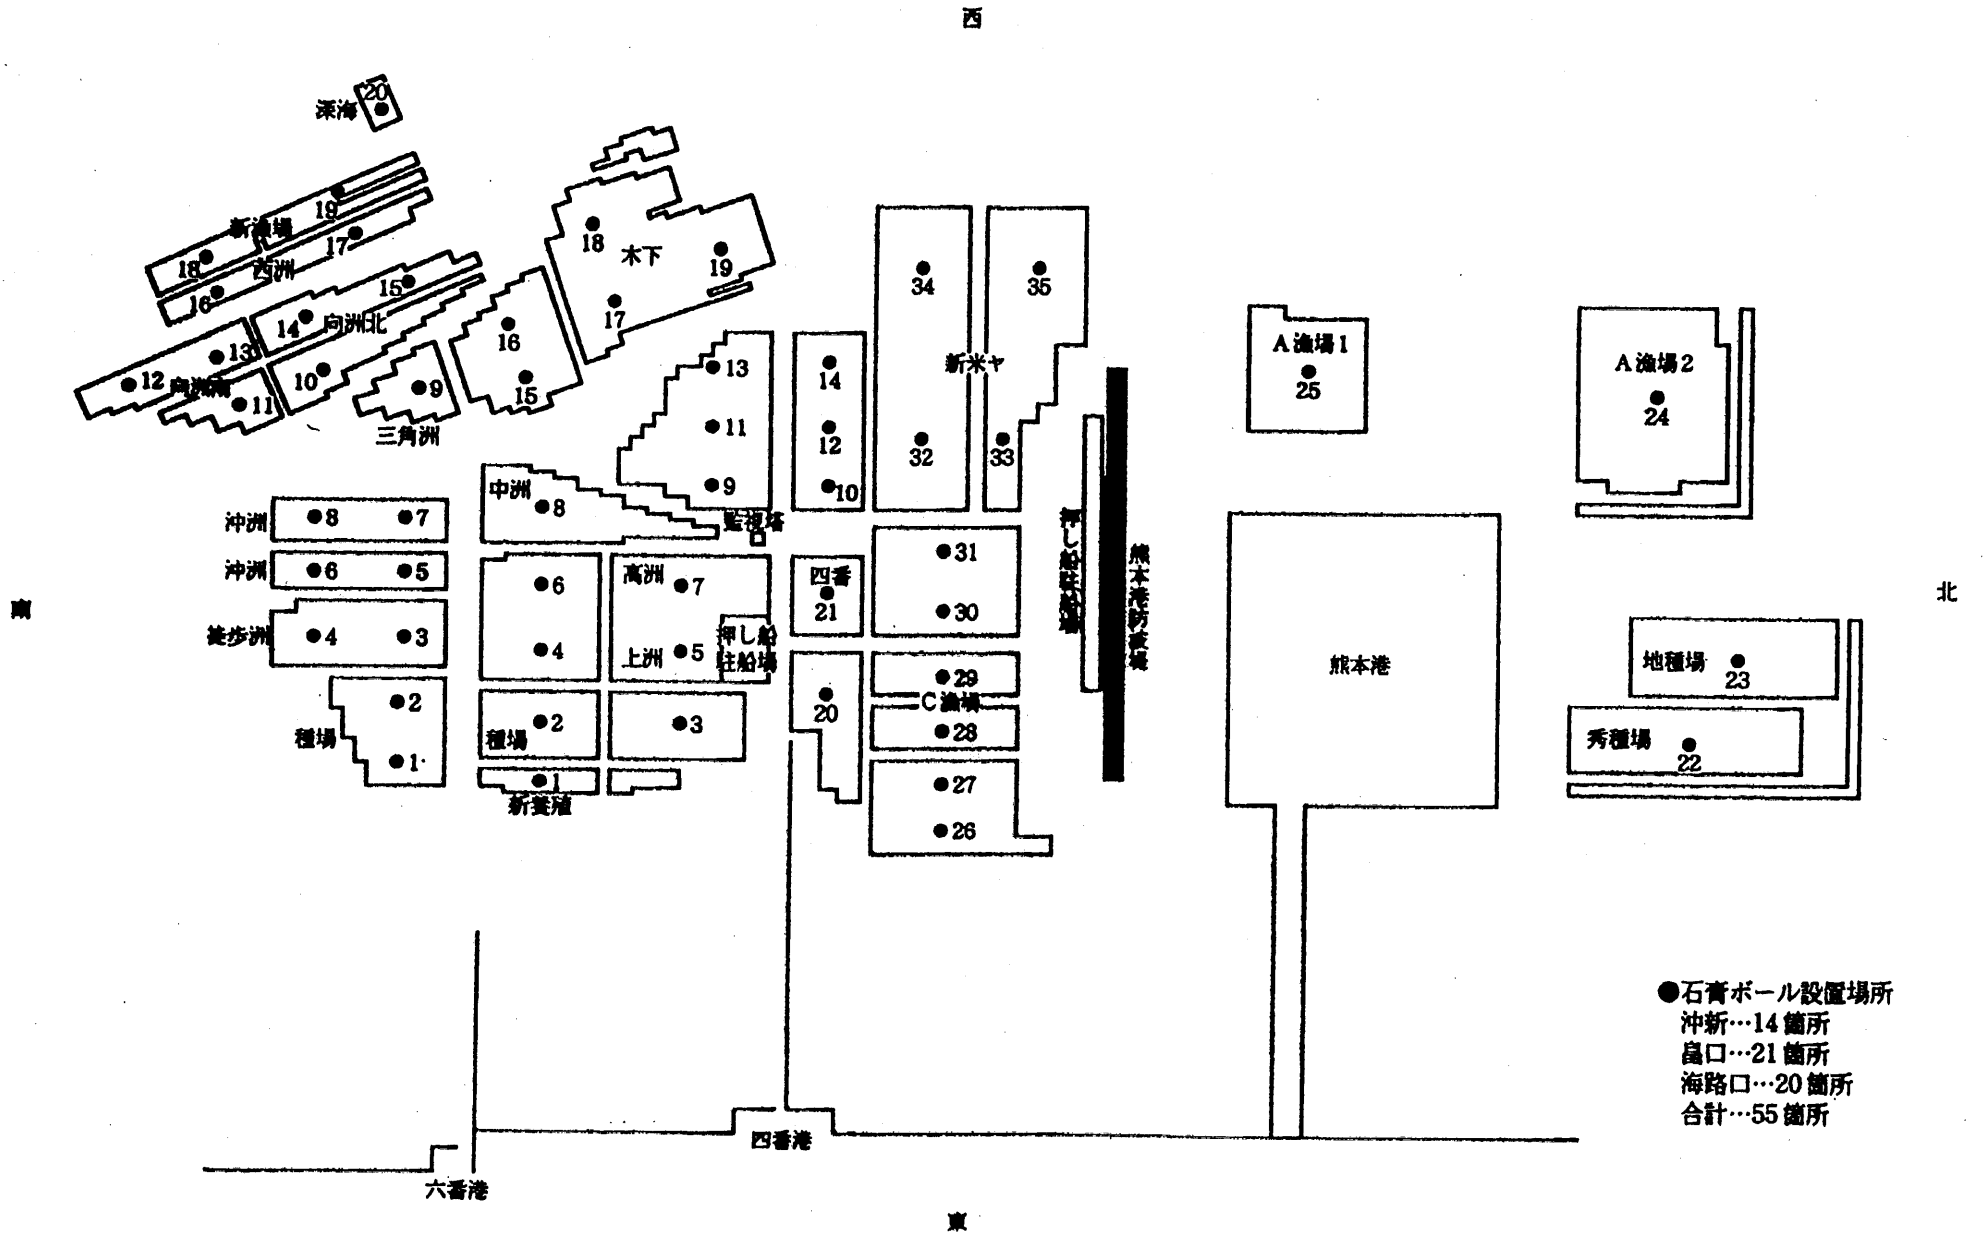 西
20
深海
19
新漁場
18
17
西洲
16
15
14
向洲北
13
12
向洲南
11
10
9
三角洲
18
木下
19
17
16
15
13
11
9
監視塔
14
12
10
34
35
新米ヤ
32
33
A漁場1
25
A漁場2
24
中洲
8
沖洲
8
7
沖洲
6
5
徒歩洲
4
3
2
種場
1
6
高洲
7
4
上洲
5
押し船
駐船場
2
種場
3
1
新養殖
四番
21
20
31
30
29
C漁場
28
27
26
押し船駐船場
熊本港防波堤
熊本港
地種場
23
秀種場
22
南
北
●石膏ボール設置場所
沖新…14箇所
畠口…21箇所
海路口…20箇所
合計…55箇所
四番港
六番港
東